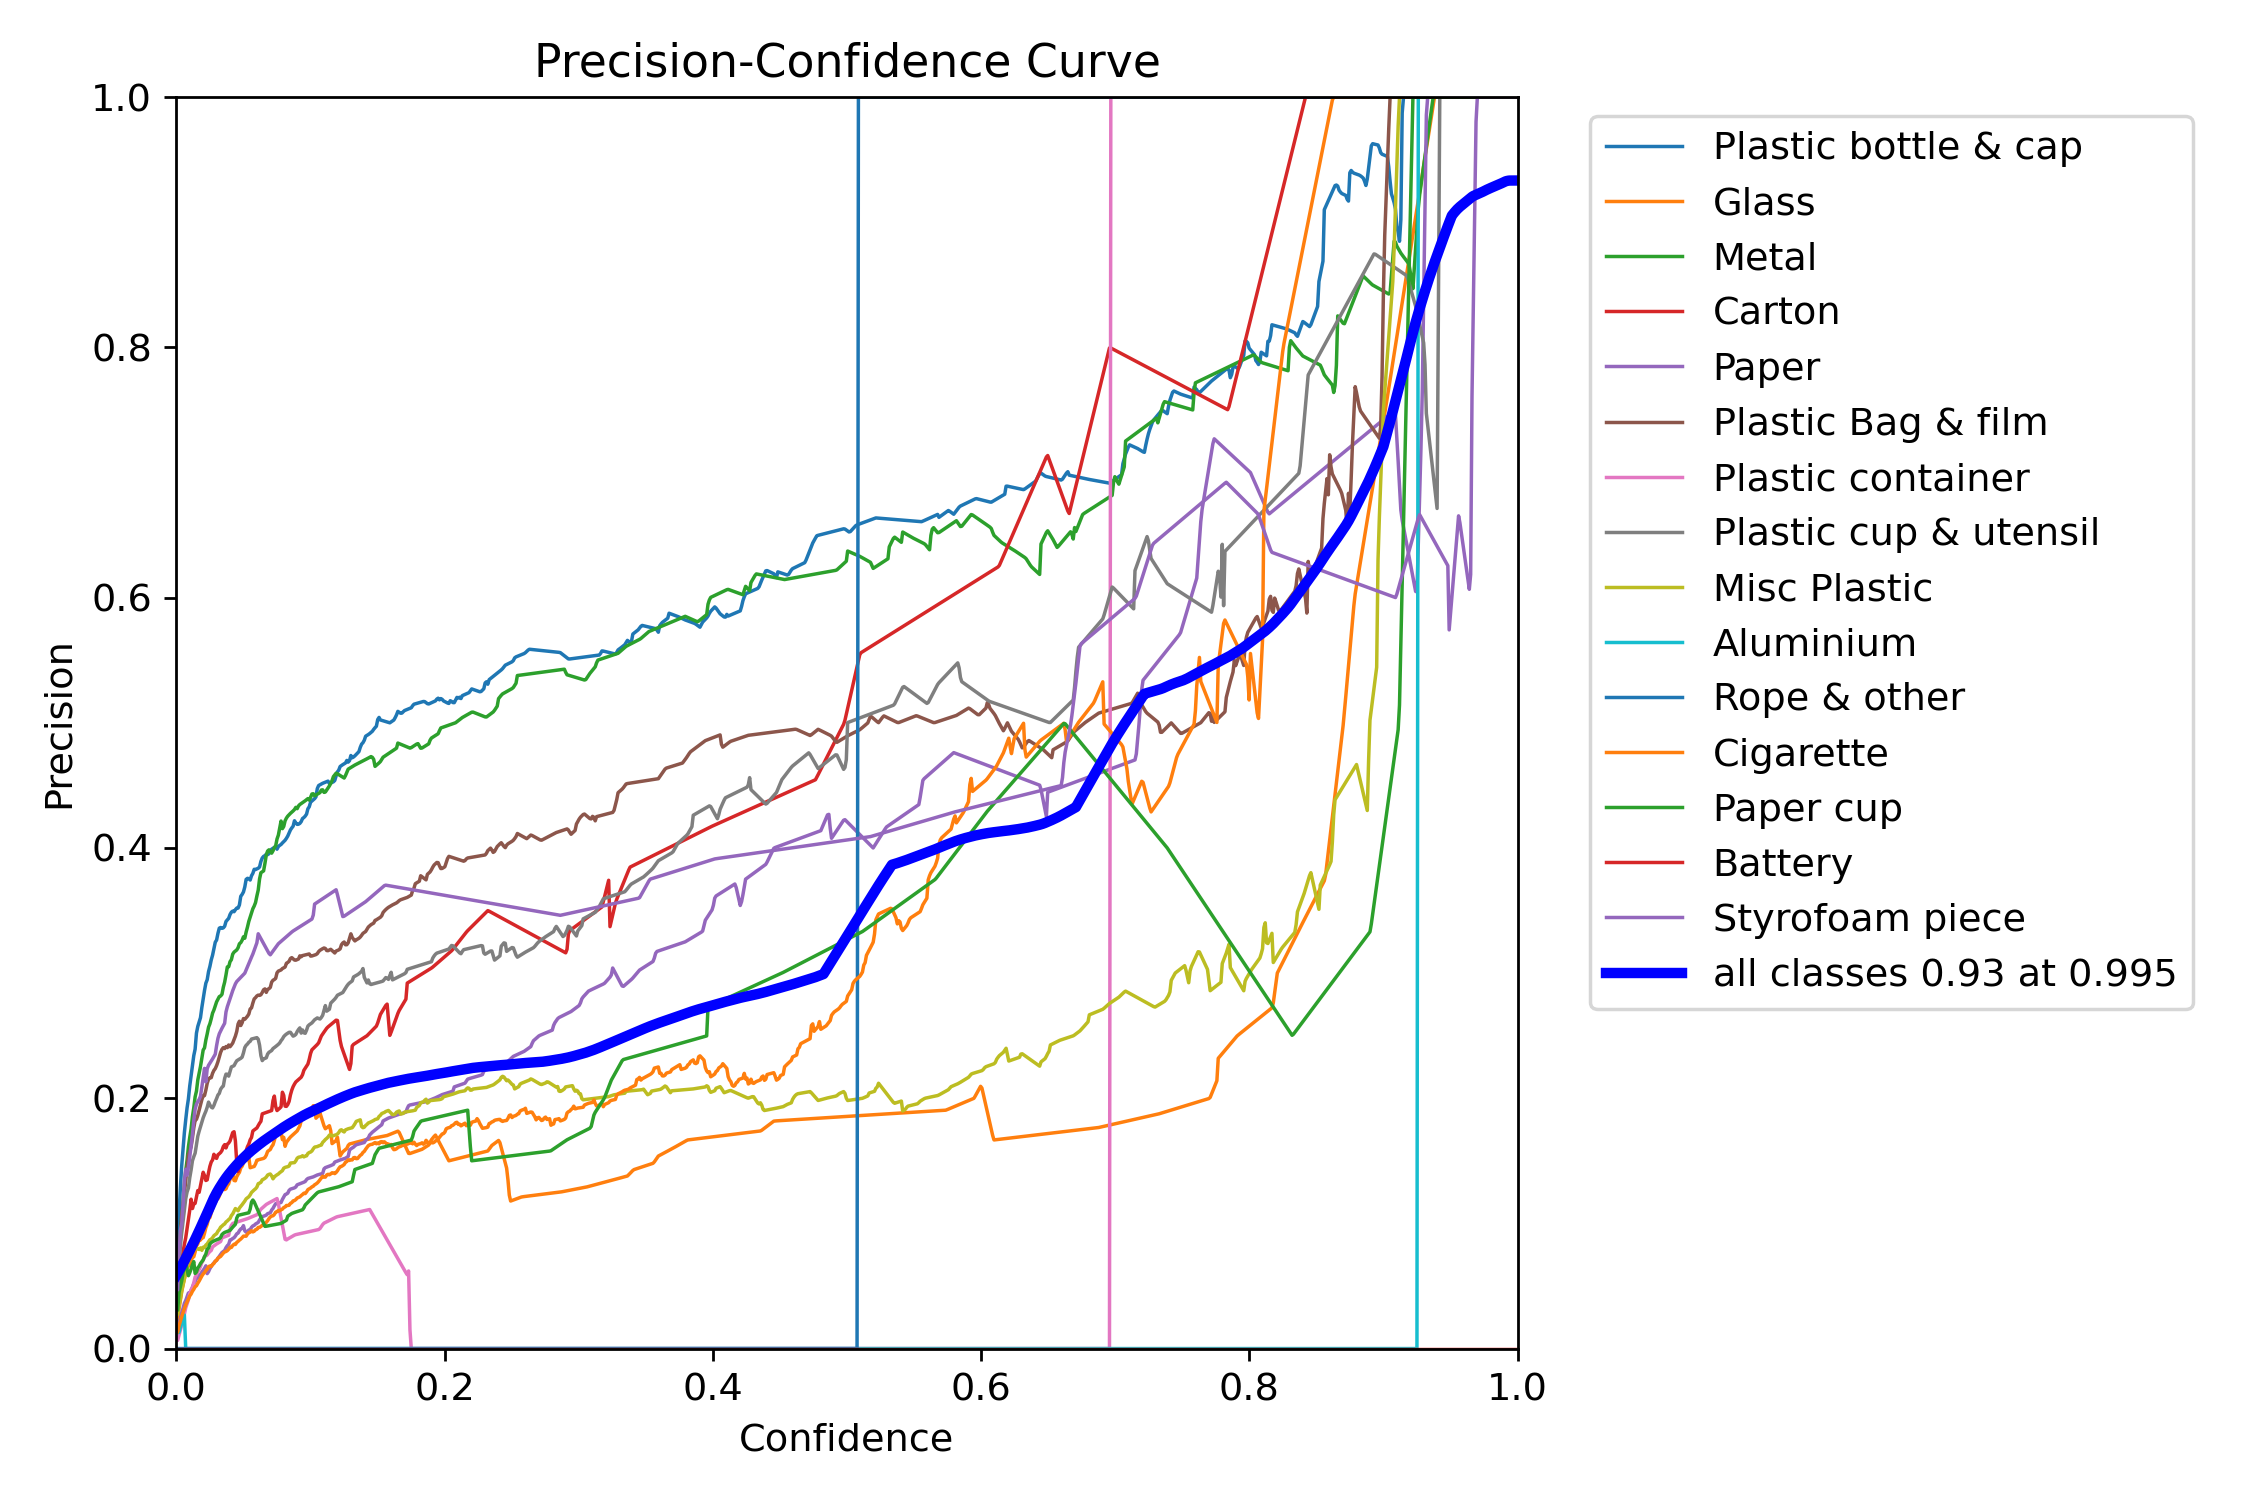 Precision-Confidence Curve
1.0
0.8
0.6
0.4
0.2
0.0
Precision
0.0 0.2 0.4 0.6 0.8 1.0
Confidence
Plastic bottle & cap
Glass
Metal
Carton
Paper
Plastic Bag & film
Plastic container
Plastic cup & utensil
Misc Plastic
Aluminium
Rope & other
Cigarette
Paper cup
Battery
Styrofoam piece
all classes 0.93 at 0.995